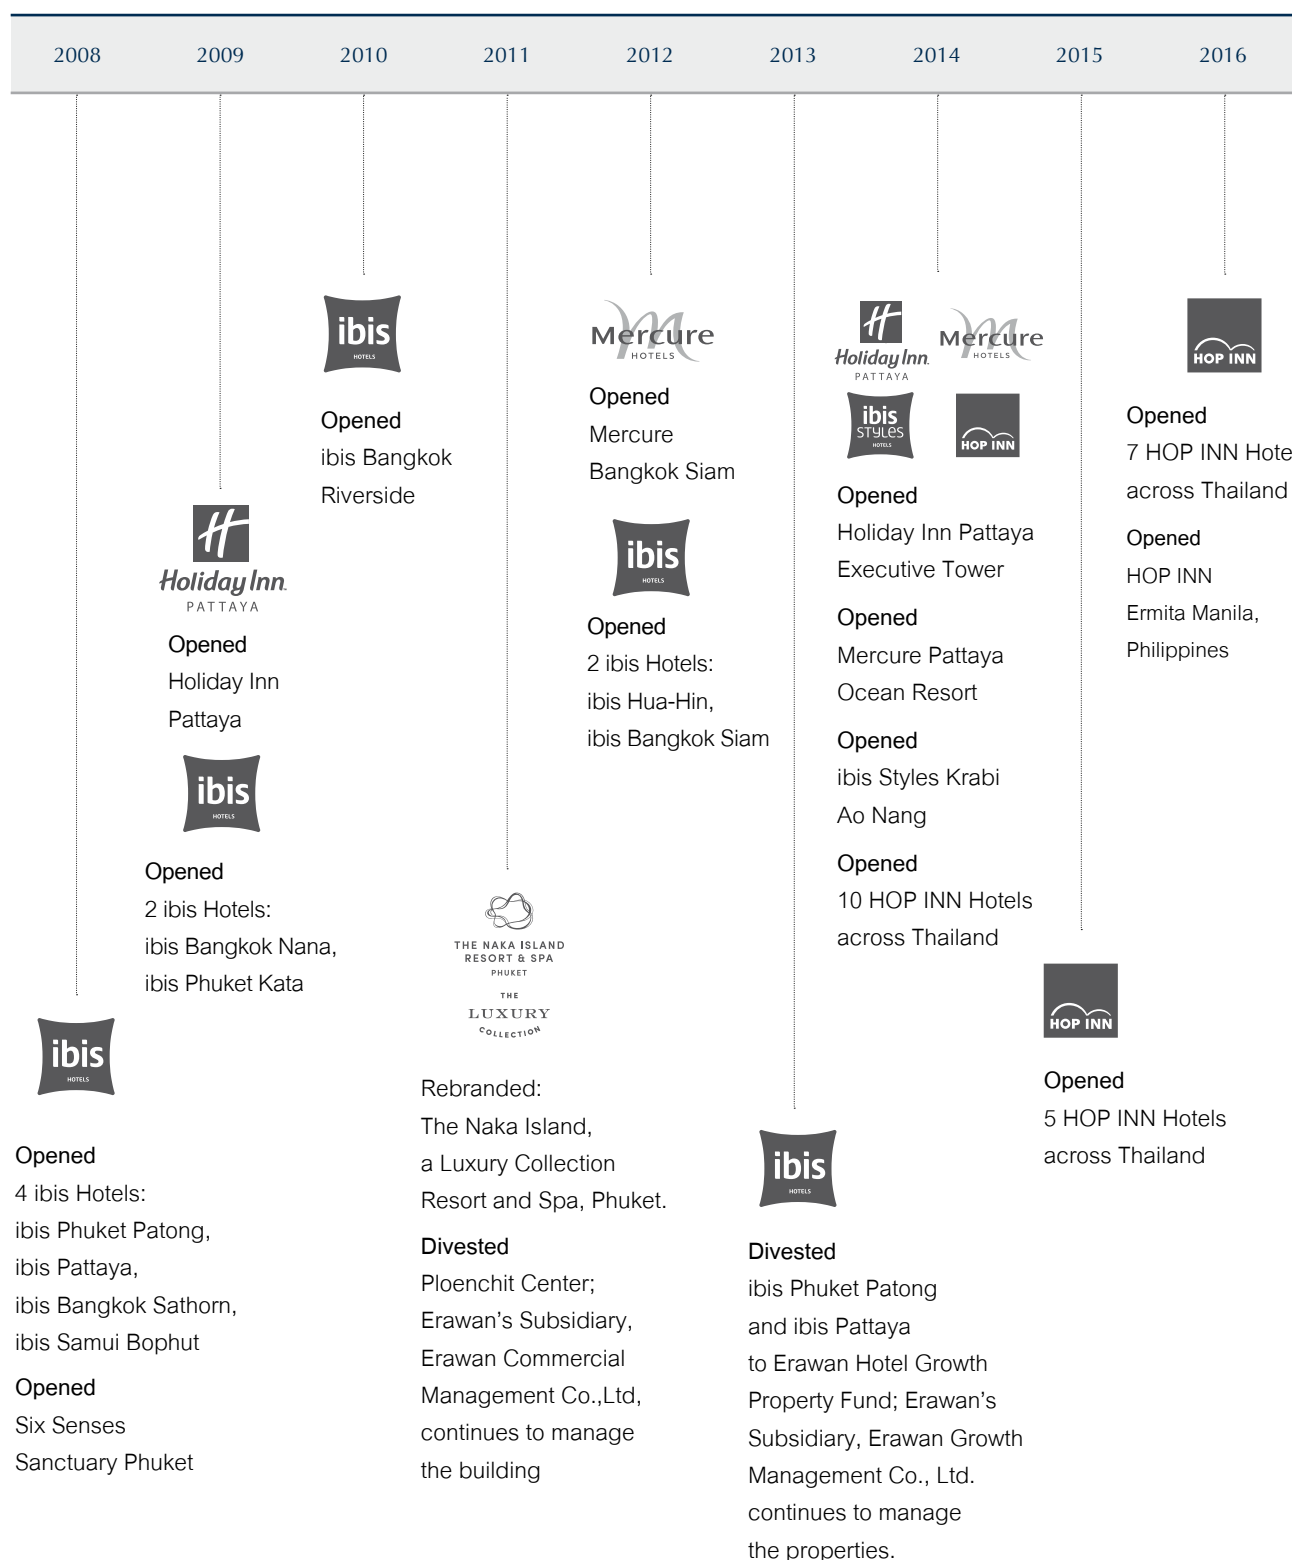 2008 2009 2010 2011 2012 2013 2014 2015 2016
ibis
HOTELS
Opened
4 ibis Hotels:
ibis Phuket Patong,
ibis Pattaya,
ibis Bangkok Sathorn,
ibis Samui Bophut
Opened
Six Senses
Sanctuary Phuket
H
Holiday Inn
PATTAYA
Opened
Holiday Inn
Pattaya
ibis
HOTELS
Opened
2 ibis Hotels:
ibis Bangkok Nana,
ibis Phuket Kata
ibis
HOTELS
Opened
ibis Bangkok
Riverside
THE NAKA ISLAND
RESORT & SPA
PHUKET
THE
LUXURY
COLLECTION
Rebranded:
The Naka Island,
a Luxury Collection
Resort and Spa, Phuket.
Divested
Ploenchit Center;
Erawan's Subsidiary,
Erawan Commercial
Management Co.,Ltd,
continues to manage
the building
Mercure
HOTELS
Opened
Mercure
Bangkok Siam
ibis
HOTELS
Opened
2 ibis Hotels:
ibis Hua-Hin,
ibis Bangkok Siam
ibis
HOTELS
Divested
ibis Phuket Patong
and ibis Pattaya
to Erawan Hotel Growth
Property Fund; Erawan's
Subsidiary, Erawan Growth
Management Co., Ltd.
continues to manage
the properties.
H
Holiday Inn
PATTAYA
Mercure
HOTELS
ibis
STYLES
HOTELS
HOP INN
Opened
Holiday Inn Pattaya
Executive Tower
Opened
Mercure Pattaya
Ocean Resort
Opened
ibis Styles Krabi
Ao Nang
Opened
10 HOP INN Hotels
across Thailand
HOP INN
Opened
5 HOP INN Hotels
across Thailand
HOP INN
Opened
7 HOP INN Hote
across Thailand
Opened
HOP INN
Ermita Manila,
Philippines